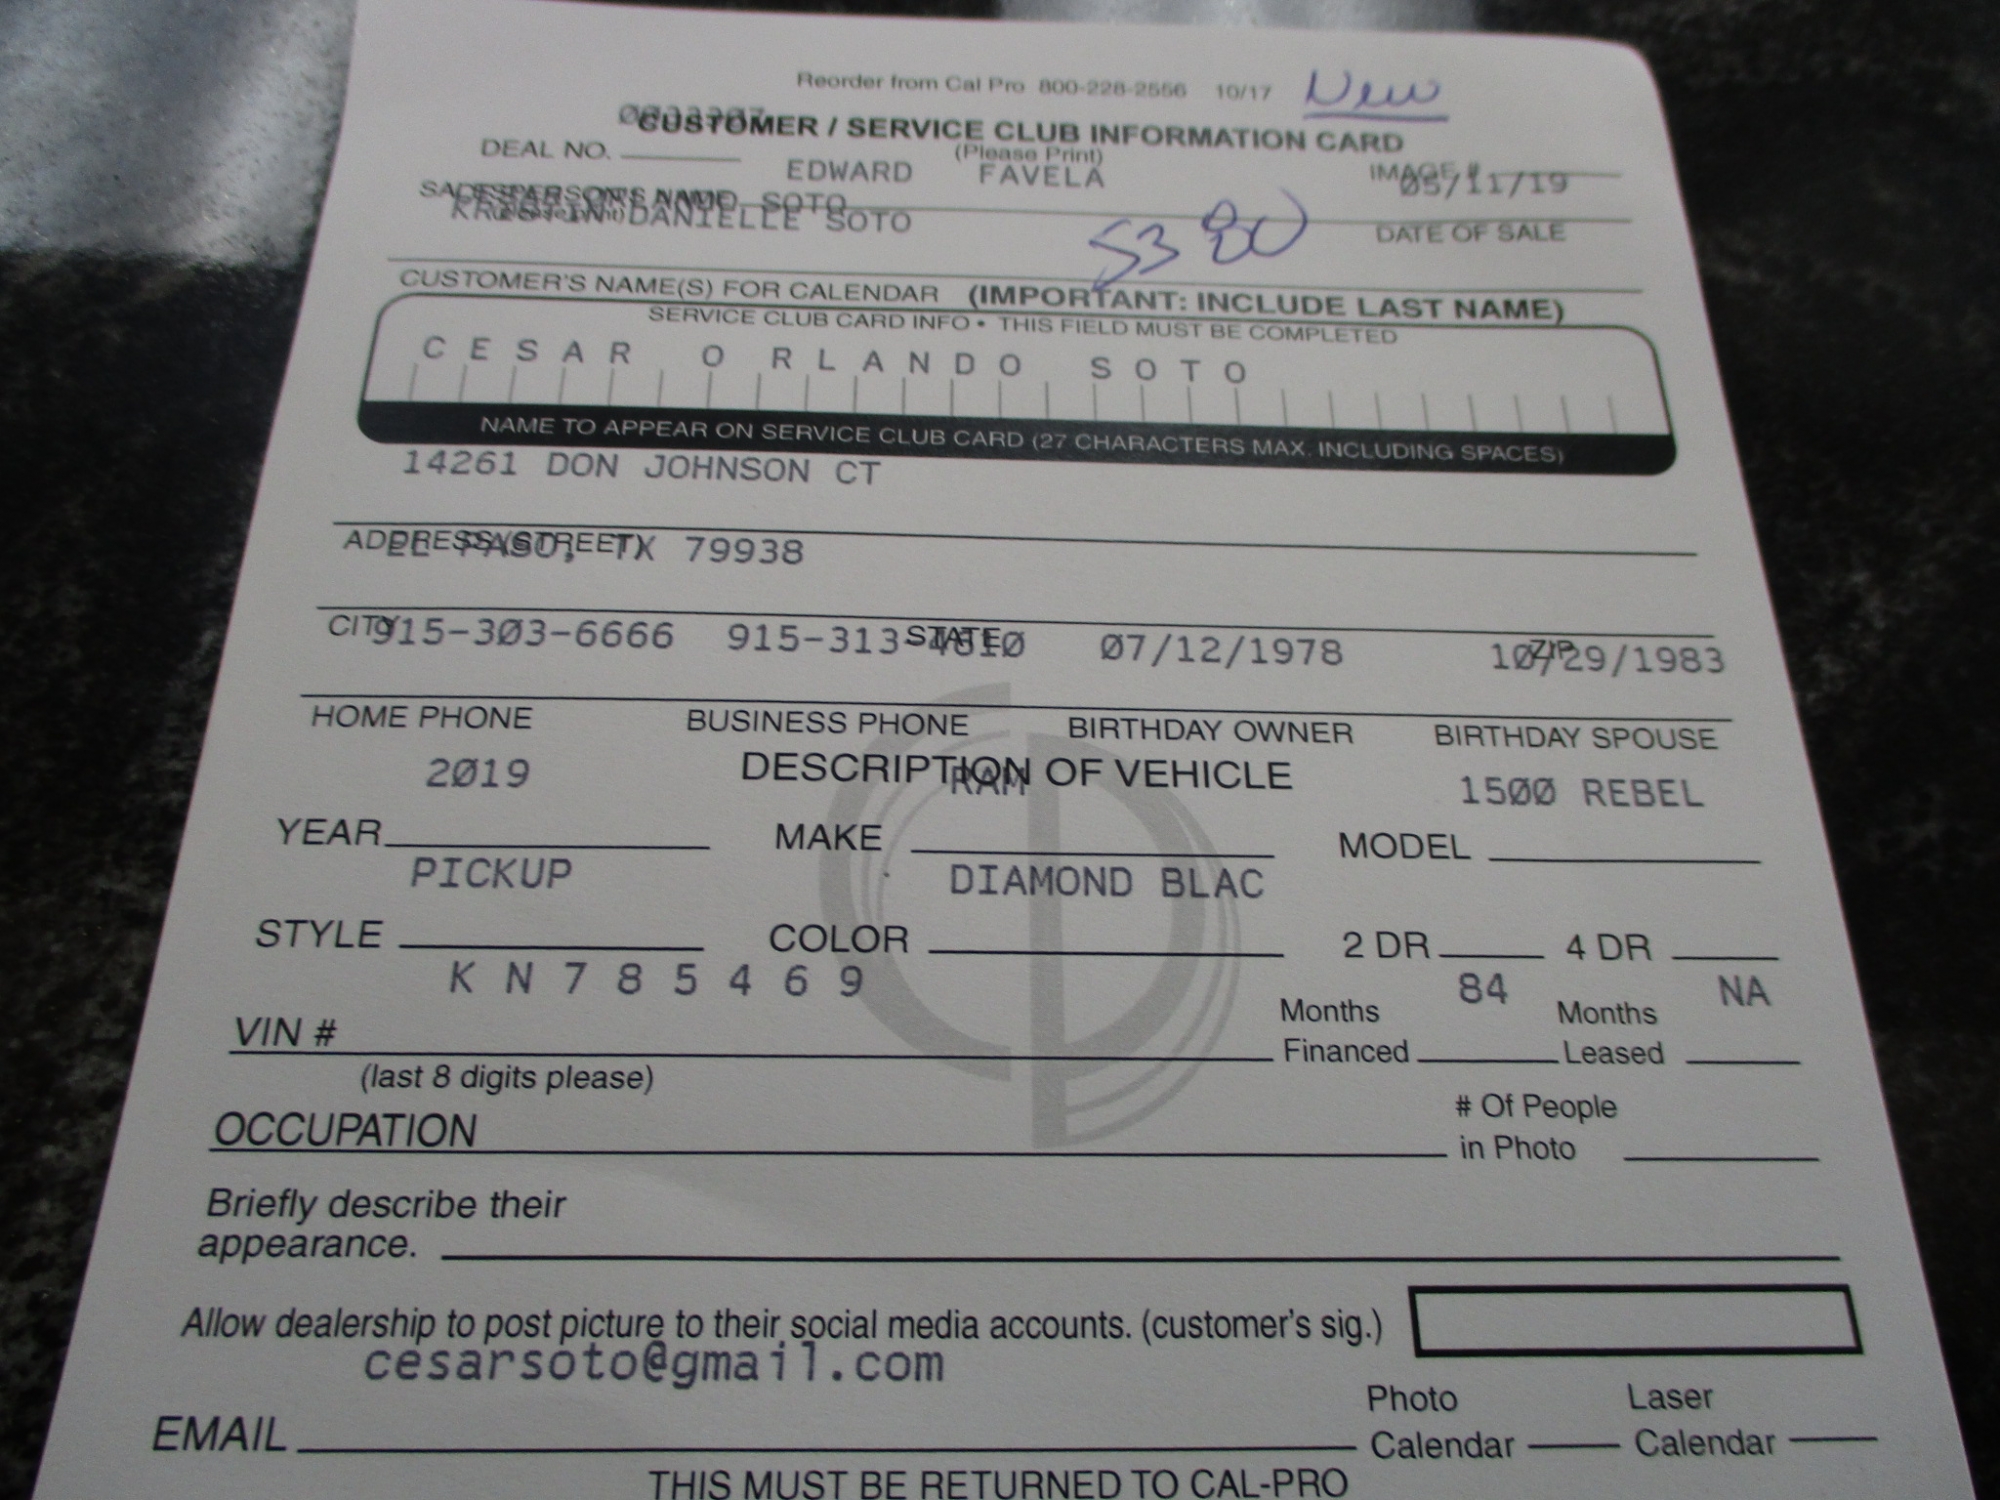 Reorder from Cal Pro 800-228-2556 10/17 New
CUSTOMER / SERVICE CLUB INFORMATION CARD
DEAL NO. (Please Print)
EDWARD FAVELA IMAGE # 05/11/19
SALESPERSON'S NAME SOTO
KRISTIN DANIELLE SOTO 5380 DATE OF SALE
CUSTOMER'S NAME(S) FOR CALENDAR (IMPORTANT: INCLUDE LAST NAME)
SERVICE CLUB CARD INFO • THIS FIELD MUST BE COMPLETED
CESAR ORLANDO SOTO
NAME TO APPEAR ON SERVICE CLUB CARD (27 CHARACTERS MAX. INCLUDING SPACES)
14261 DON JOHNSON CT
ADDRESS (STREET) EL PASO, TX 79938
CITY STATE ZIP
915-303-6666 915-313- 07/12/1978 10/29/1983
HOME PHONE BUSINESS PHONE BIRTHDAY OWNER BIRTHDAY SPOUSE
DESCRIPTION OF VEHICLE
2019 RAM 1500 REBEL
YEAR MAKE MODEL
PICKUP DIAMOND BLAC
STYLE COLOR 2 DR 4 DR
KN785469 84 NA
VIN # Months Financed Months Leased
(last 8 digits please)
OCCUPATION # Of People in Photo
Briefly describe their
appearance.
Allow dealership to post picture to their social media accounts. (customer's sig.)
cesarsoto@gmail.com
EMAIL Photo Calendar Laser Calendar
THIS MUST BE RETURNED TO CAL-PRO